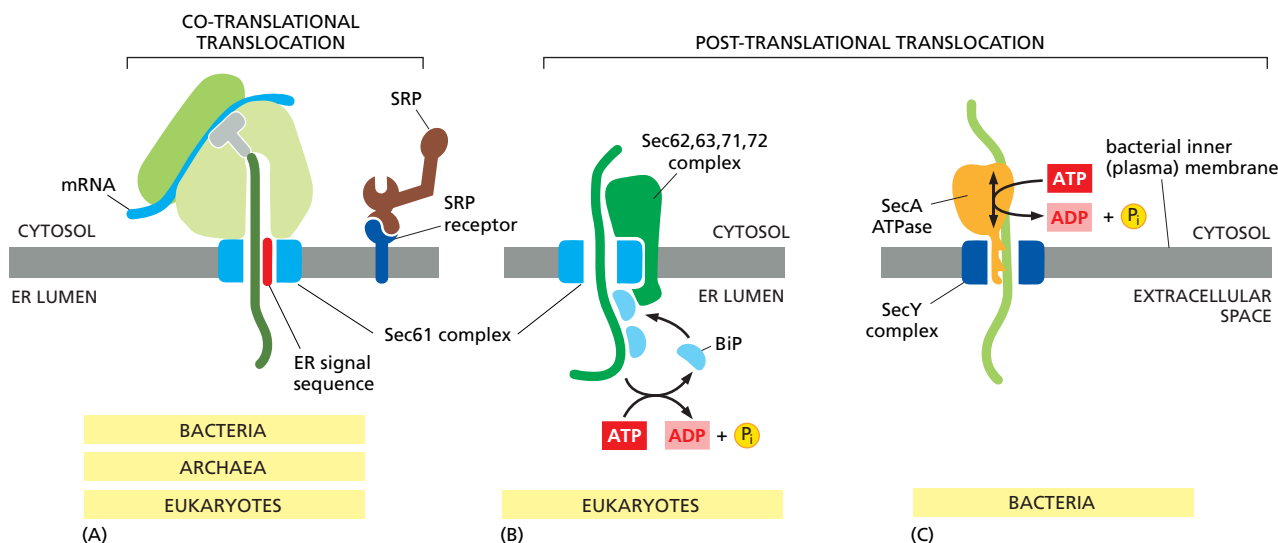 CO-TRANSLATIONAL
TRANSLOCATION
POST-TRANSLATIONAL TRANSLOCATION
SRP
mRNA
SRP
receptor
CYTOSOL
ER LUMEN
Sec61 complex
ER signal
sequence
BACTERIA
ARCHAEA
EUKARYOTES
(A)
Sec62,63,71,72
complex
CYTOSOL
ER LUMEN
BiP
ATP
ADP + Pi
EUKARYOTES
(B)
bacterial inner
(plasma) membrane
SecA
ATPase
ATP
ADP + Pi
CYTOSOL
SecY
complex
EXTRACELLULAR
SPACE
BACTERIA
(C)